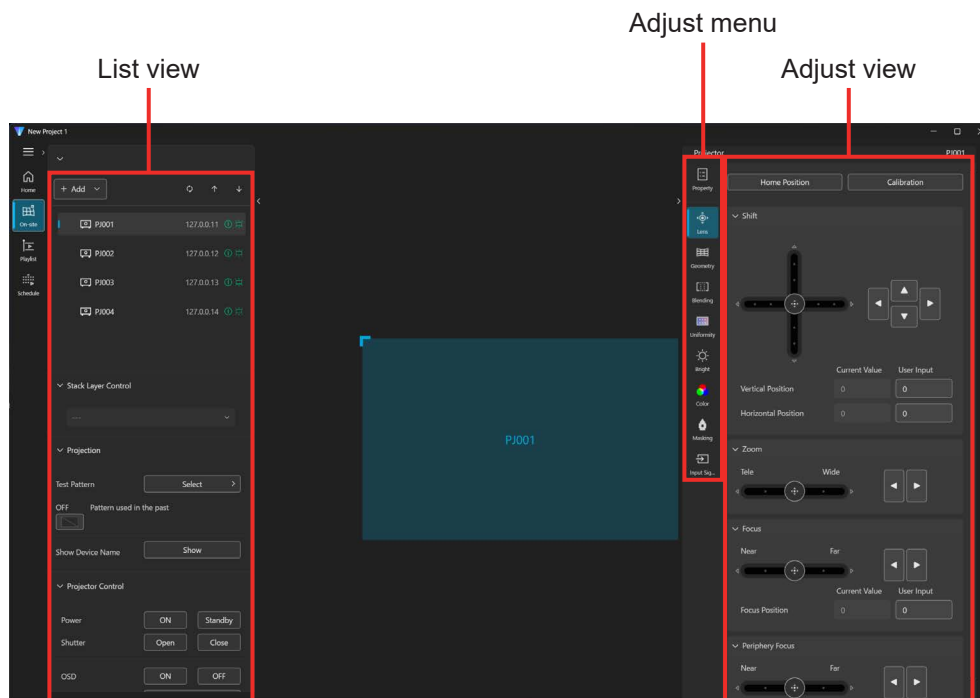 Adjust menu
List view
Adjust view
New Project 1
Home
On-site
Playlist
Schedule
+ Add
PJ001 127.0.0.11
PJ002 127.0.0.12
PJ003 127.0.0.13
PJ004 127.0.0.14
Stack Layer Control
----
Projection
Test Pattern Select
OFF Pattern used in the past
Show Device Name Show
Projector Control
Power ON Standby
Shutter Open Close
OSD ON OFF
PJ001
Projector PJ001
Property
Lens
Geometry
Blending
Uniformity
Bright
Color
Masking
Input Sig...
Home Position Calibration
Shift
Current Value User Input
Vertical Position 0 0
Horizontal Position 0 0
Zoom
Tele Wide
Focus
Near Far
Current Value User Input
Focus Position 0 0
Periphery Focus
Near Far